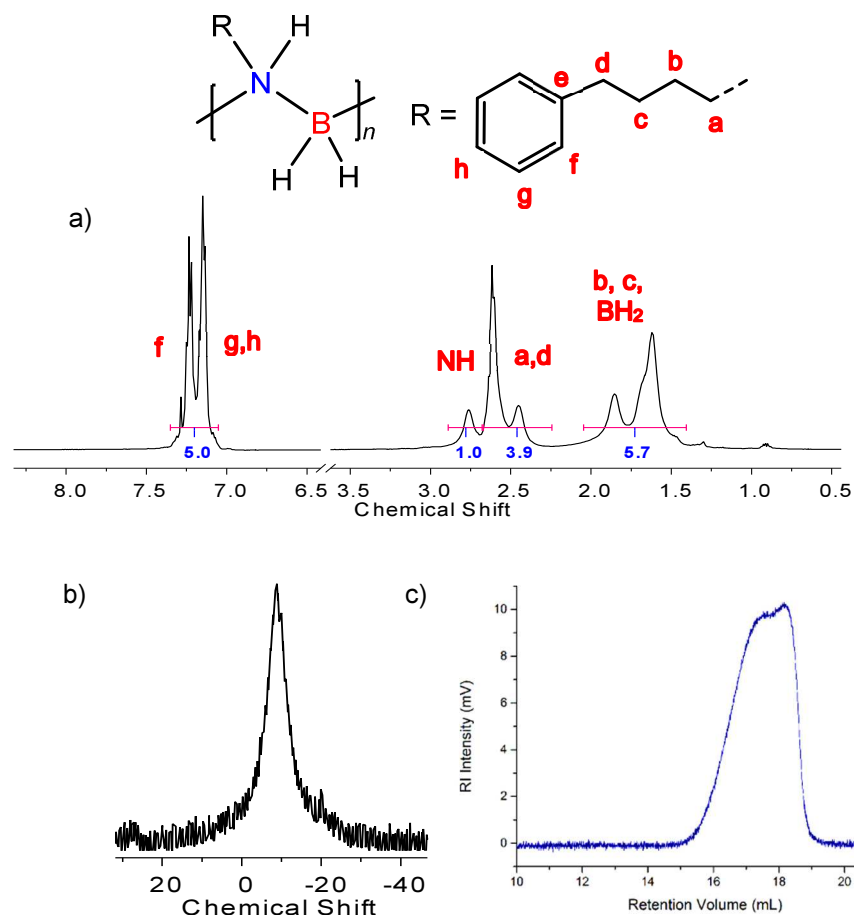 R H
N
B
n
H H
R =
e
d
c
b
a
f
g
h
a)
f
g,h
NH
a,d
b, c,
BH₂
5.0
1.0
3.9
5.7
8.0 7.5 7.0 6.5 3.5 3.0 2.5 2.0 1.5 1.0 0.5
Chemical Shift
b)
20 0 -20 -40
Chemical Shift
c)
RI Intensity (mV)
10
8
6
4
2
0
10 12 14 16 18 20
Retention Volume (mL)